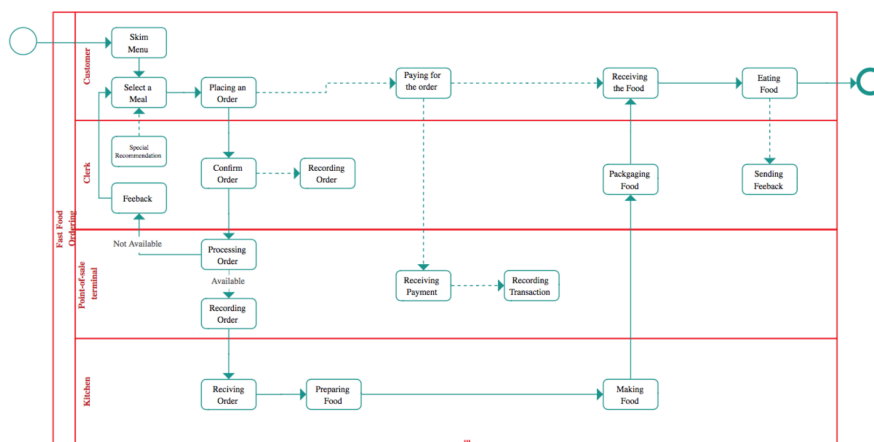 Fast Food
Ordering
Customer
Skim
Menu
Select a
Meal
Placing an
Order
Paying for
the order
Receiving
the Food
Eating
Food
Clerk
Special
Recommendation
Confirm
Order
Recording
Order
Packgaging
Food
Sending
Feeback
Feeback
Not Available
Point-of-sale
terminal
Processing
Order
Available
Receiving
Payment
Recording
Transaction
Recording
Order
Kitchen
Reciving
Order
Preparing
Food
Making
Food